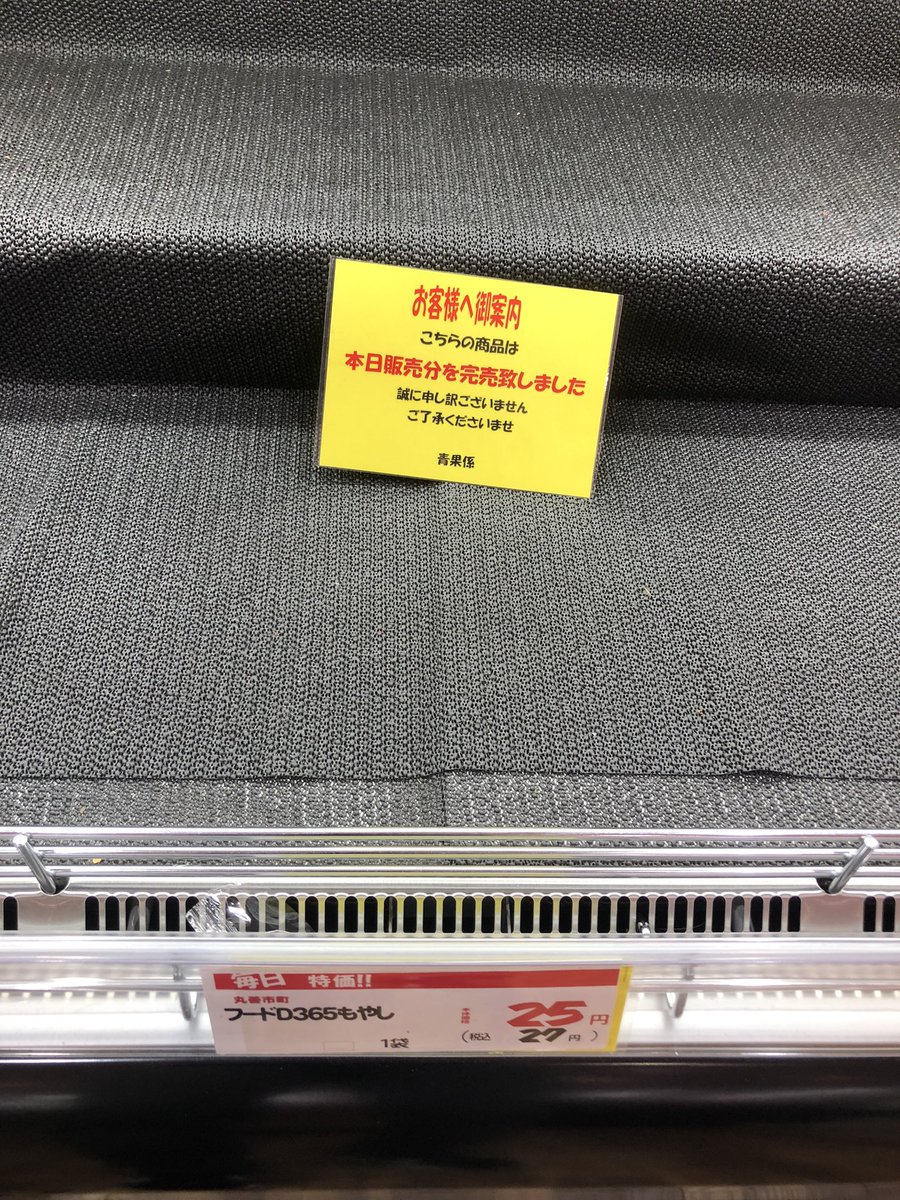 お客様へ御案内
こちらの商品は
本日販売分を完売致しました
誠に申し訳ございません
ご了承くださいませ
青果係
毎日 特価!!
丸善市町
フードD365もやし
1袋
本体価格
25円
(税込 27円)